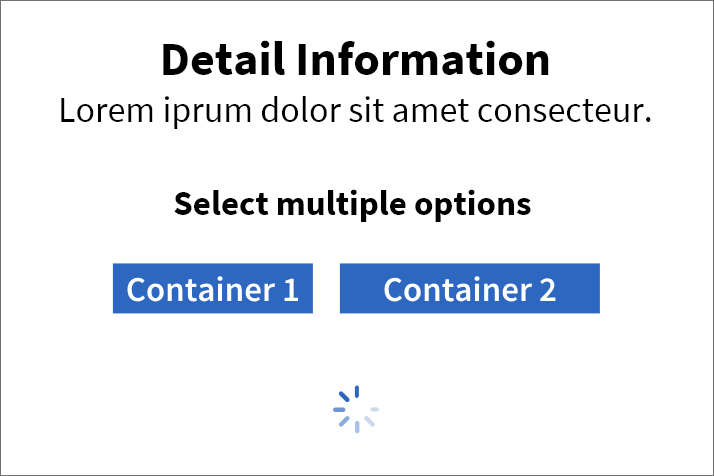 Detail Information
Lorem iprum dolor sit amet consecteur.
Select multiple options
Container 1
Container 2